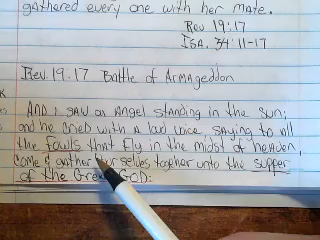 gathered every one with her mate.
Rev 19:17
ISA. 34:11-17
Rev. 19:17 Battle of Armageddon
AND I SAW an Angel standing in the sun;
and he cried with A loud voice, saying to all
the fowls that fly in the midst of heaven,
Come & gather your selves together unto the supper
of the Great GOD: